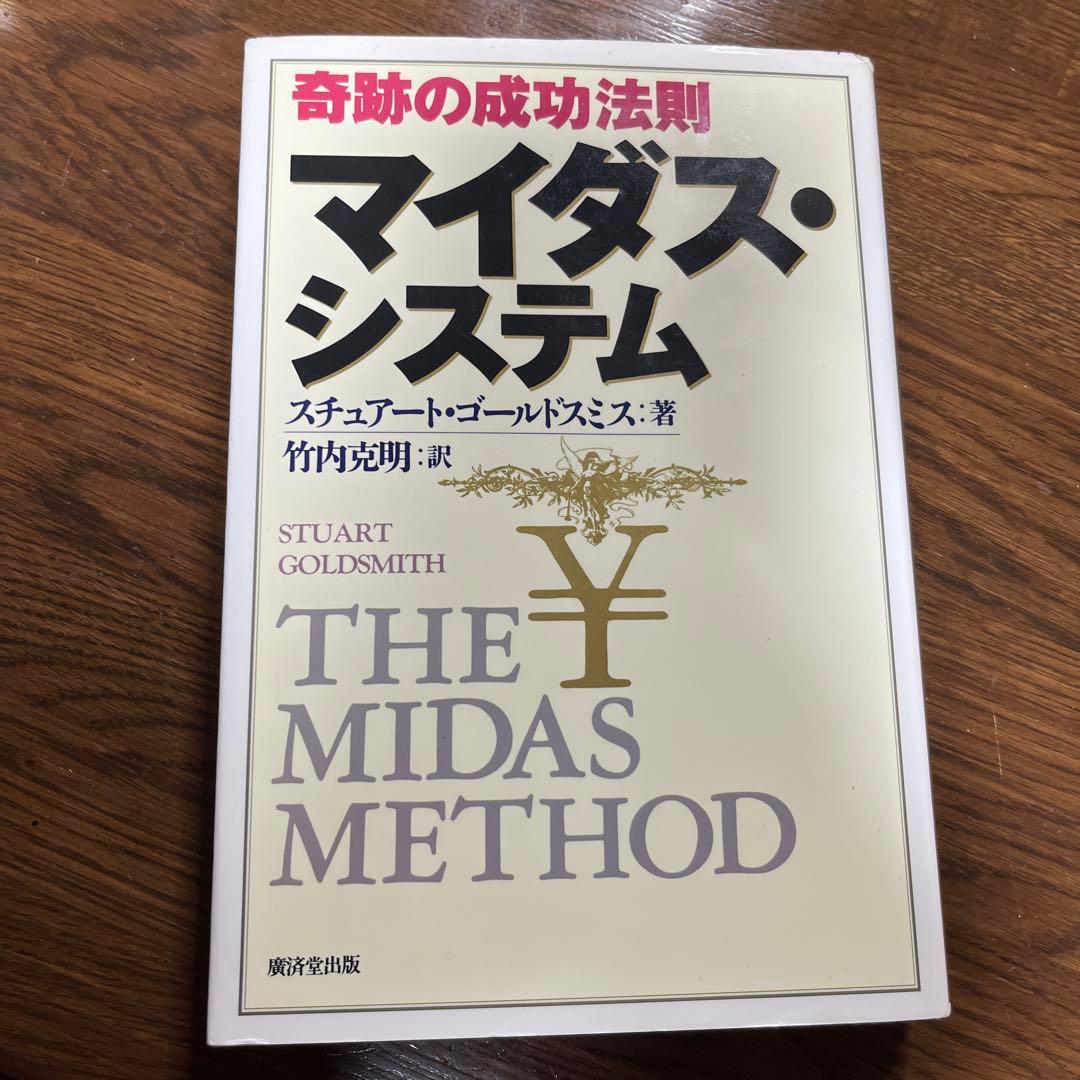 奇跡の成功法則
マイダス・
システム
スチュアート・ゴールドスミス:著
竹内克明:訳
STUART
GOLDSMITH
¥
THE
MIDAS
METHOD
廣済堂出版